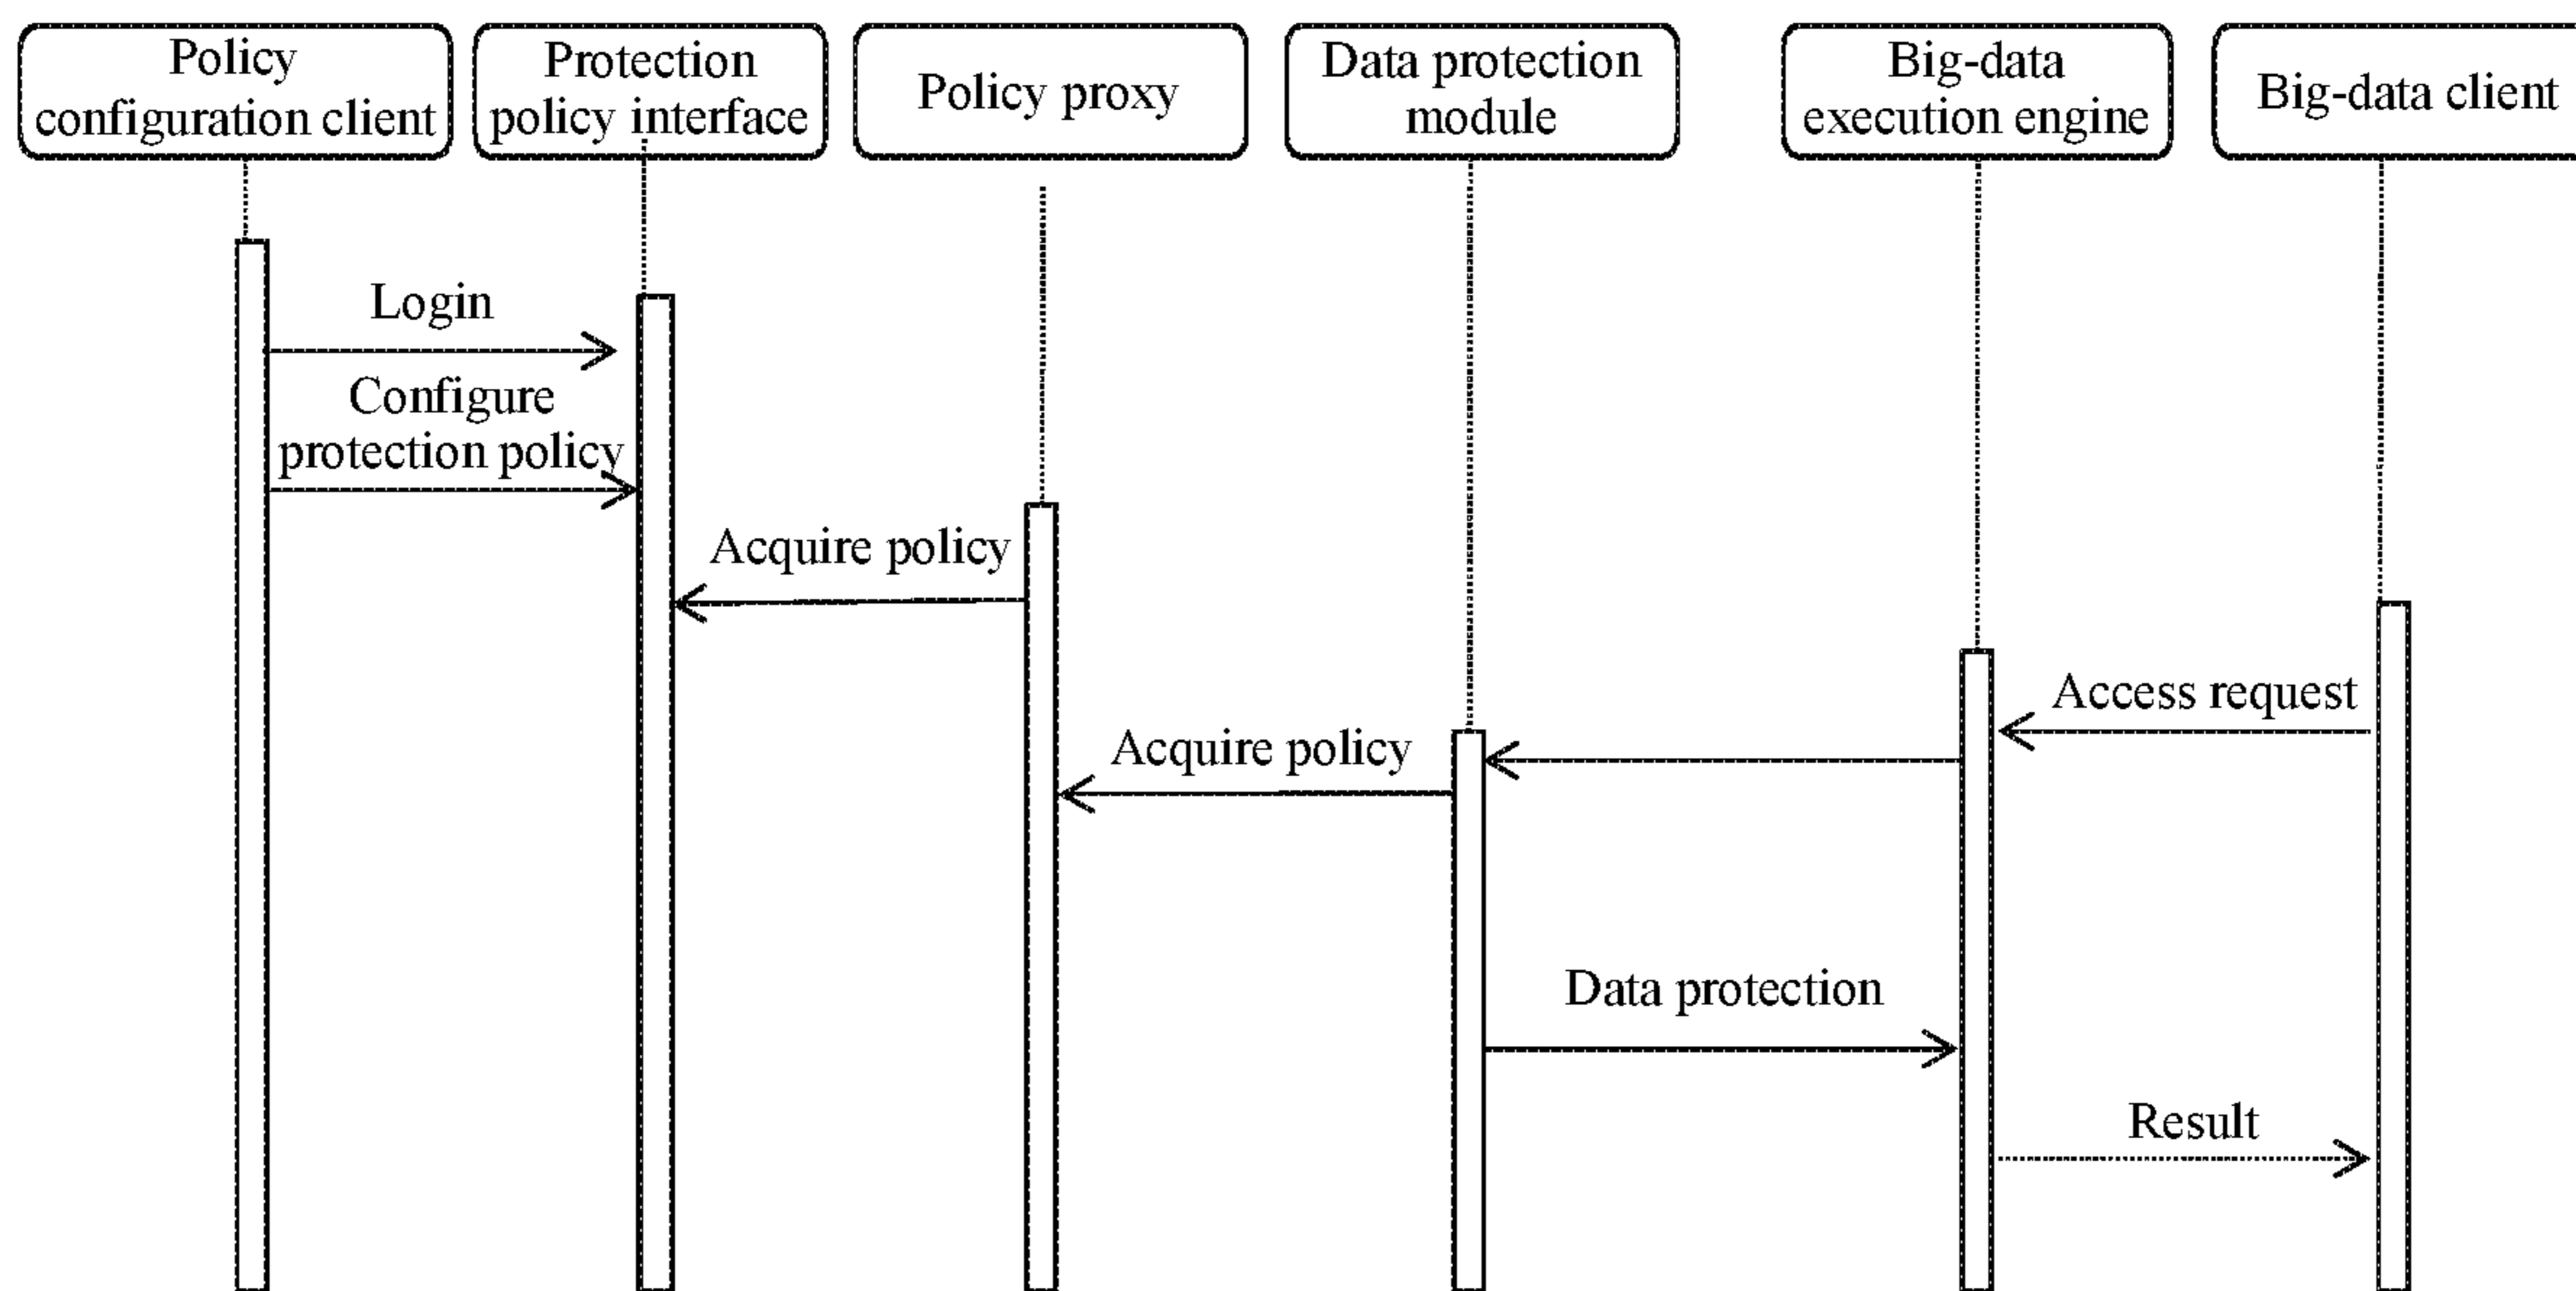 Policy
configuration client
Protection
policy interface
Policy proxy
Data protection
module
Big-data
execution engine
Big-data client
Login
Configure
protection policy
Acquire policy
Access request
Acquire policy
Data protection
Result